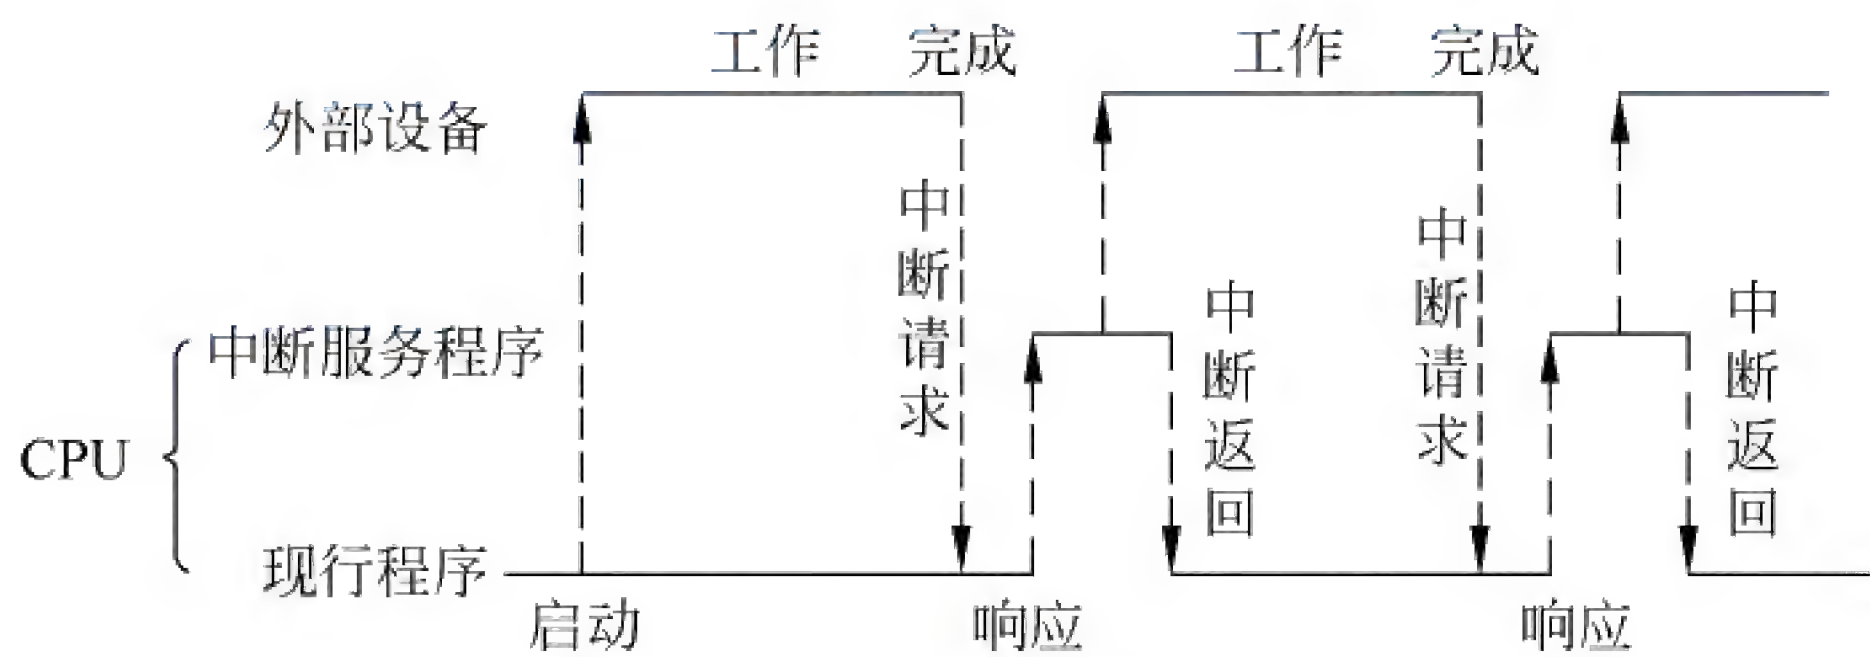 工作 完成 工作 完成
外部设备
中断请求
中断请求
中断返回
中断返回
中断服务程序
CPU
现行程序
启动 响应 响应